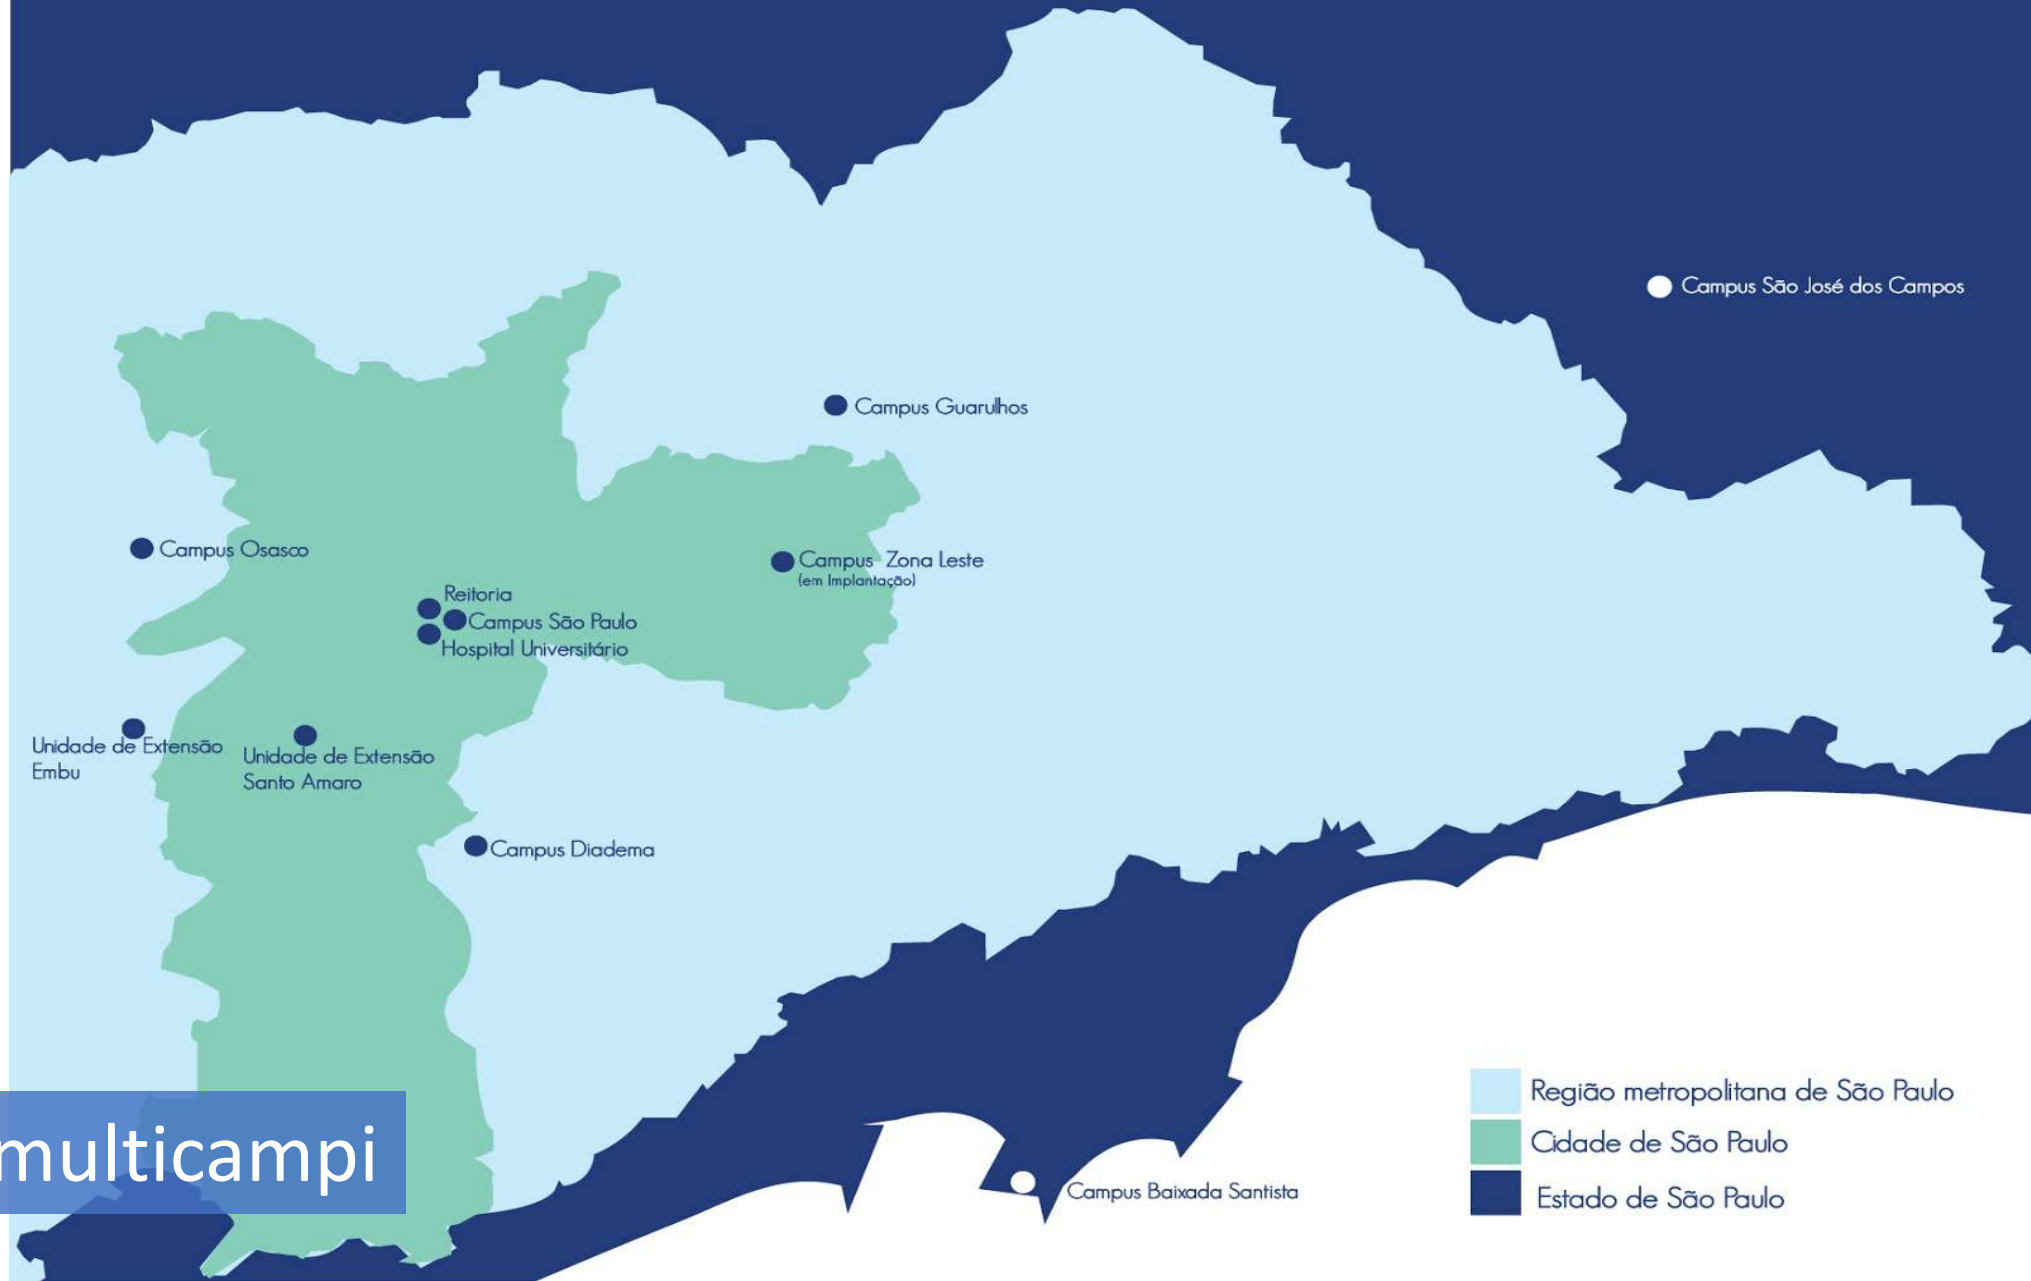 Campus São José dos Campos
Campus Guarulhos
Campus Osasco
Campus Zona Leste
(em Implantação)
Reitoria
Campus São Paulo
Hospital Universitário
Unidade de Extensão
Embu
Unidade de Extensão
Santo Amaro
Campus Diadema
Região metropolitana de São Paulo
Cidade de São Paulo
Estado de São Paulo
multicampi
Campus Baixada Santista